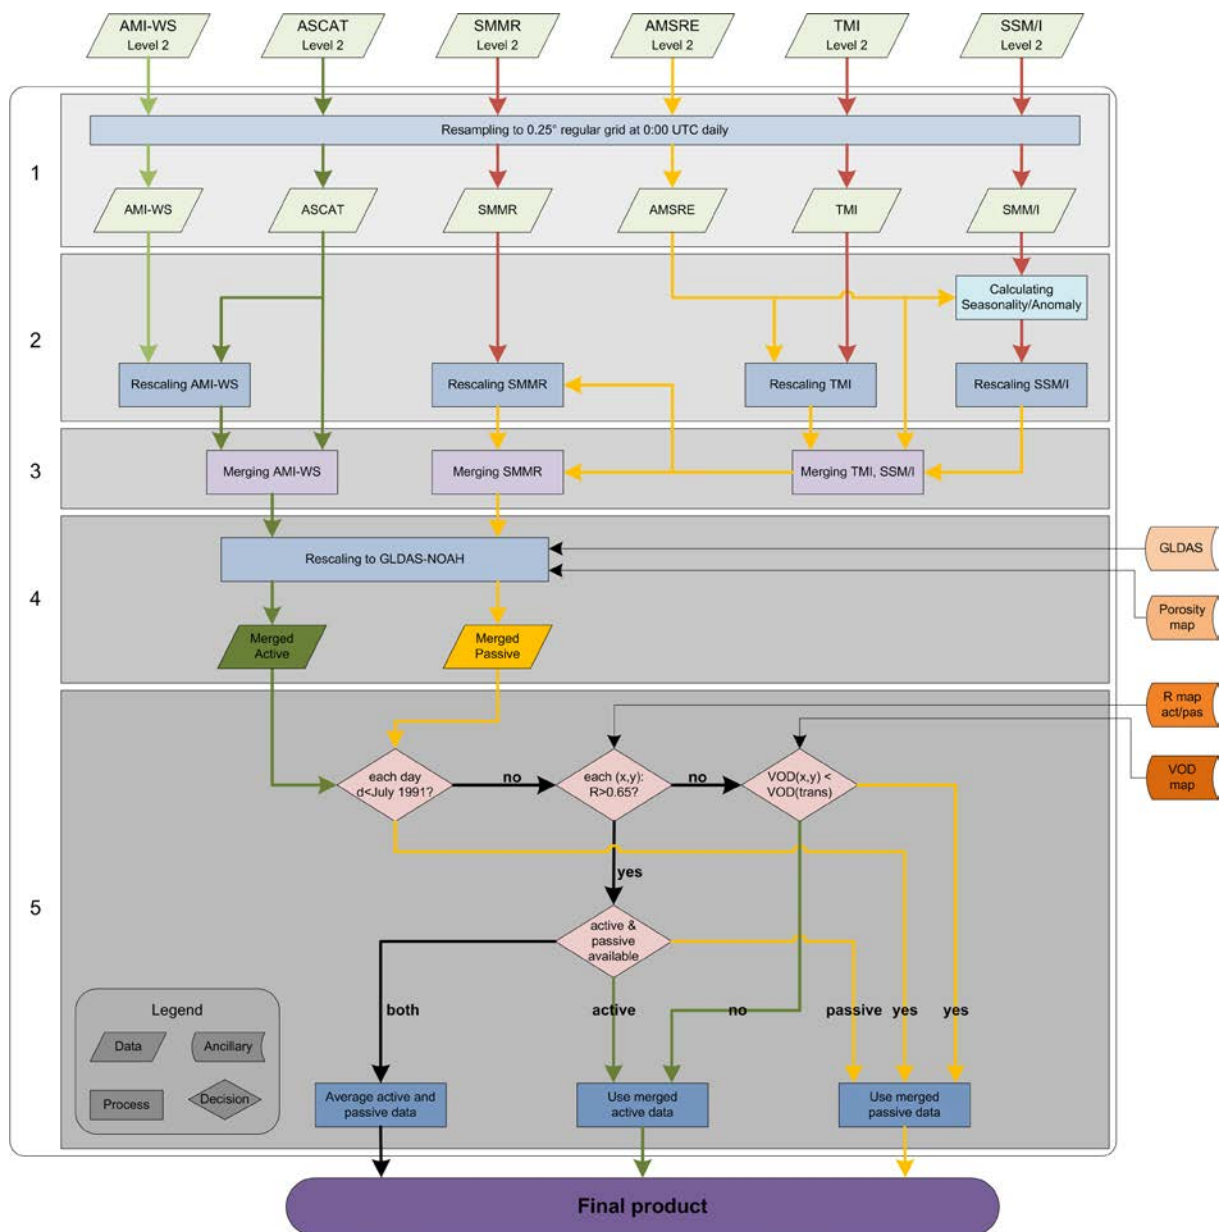 AMI-WS
Level 2
ASCAT
Level 2
SMMR
Level 2
AMSRE
Level 2
TMI
Level 2
SSM/I
Level 2
1
Resampling to 0.25° regular grid at 0:00 UTC daily
AMI-WS
ASCAT
SMMR
AMSRE
TMI
SMM/I
2
Calculating
Seasonality/Anomaly
Rescaling AMI-WS
Rescaling SMMR
Rescaling TMI
Rescaling SSM/I
3
Merging AMI-WS
Merging SMMR
Merging TMI, SSM/I
4
Rescaling to GLDAS-NOAH
GLDAS
Porosity
map
Merged
Active
Merged
Passive
R map
act/pas
VOD
map
5
each day
d<July 1991?
no
each (x,y):
R>0.65?
no
VOD(x,y) <
VOD(trans)
yes
active &
passive
available
both
active
no
passive
yes
yes
Legend
Data
Ancillary
Process
Decision
Average active and
passive data
Use merged
active data
Use merged
passive data
Final product